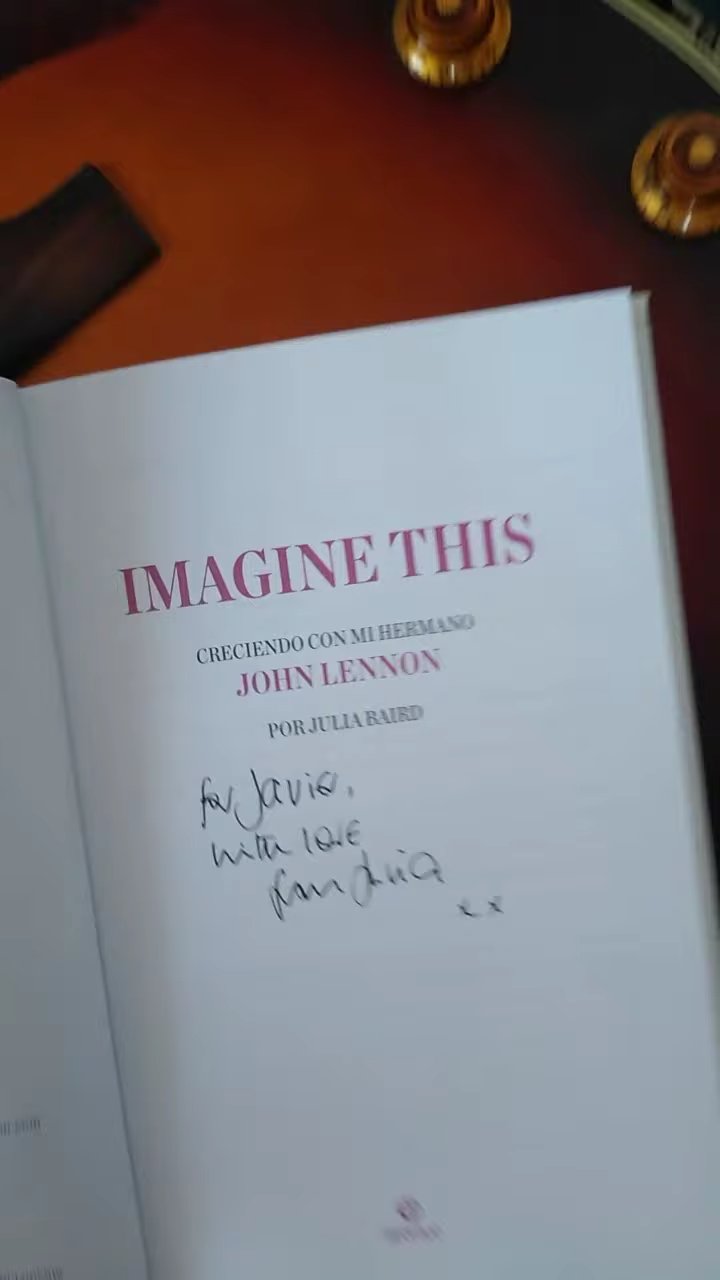 IMAGINE THIS
CRECIENDO CON MI HERMANO
JOHN LENNON
POR JULIA BAIRD
for Javier,
with love
from Julia
x x